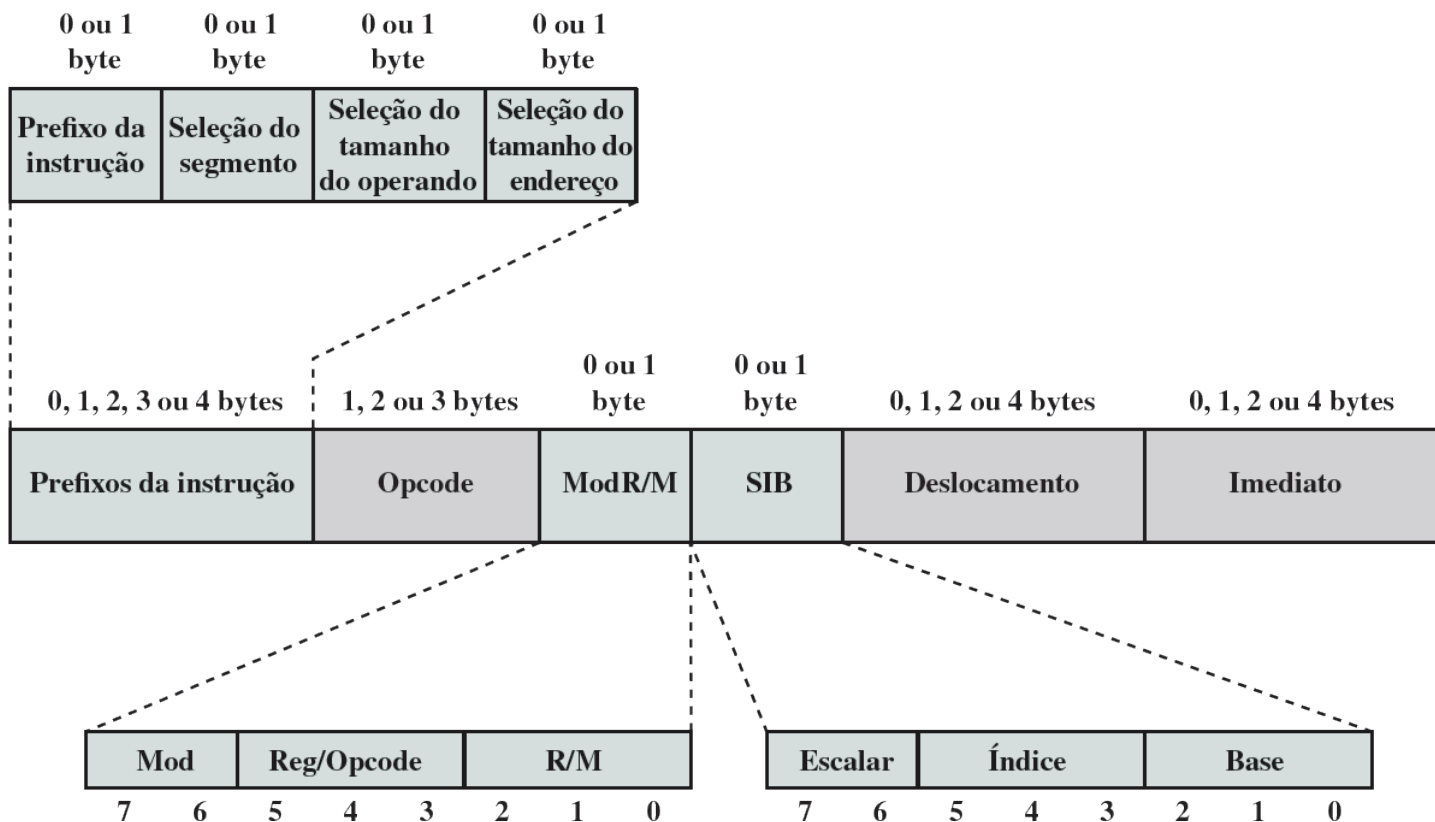 0 ou 1 0 ou 1 0 ou 1 0 ou 1
byte byte byte byte
Prefixo da instrução
Seleção do segmento
Seleção do tamanho do operando
Seleção do tamanho do endereço
0 ou 1 0 ou 1
0, 1, 2, 3 ou 4 bytes 1, 2 ou 3 bytes byte byte 0, 1, 2 ou 4 bytes 0, 1, 2 ou 4 bytes
Prefixos da instrução Opcode ModR/M SIB Deslocamento Imediato
Mod Reg/Opcode R/M Escalar Índice Base
7 6 5 4 3 2 1 0 7 6 5 4 3 2 1 0